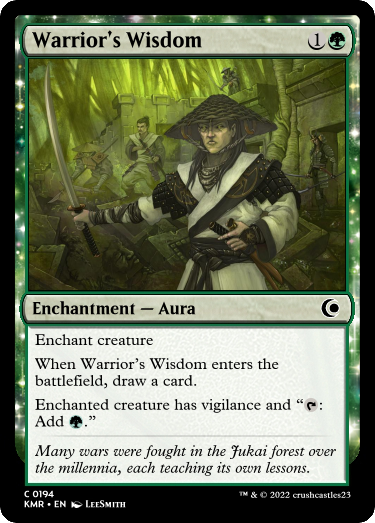 Warrior's Wisdom 1
Enchantment — Aura
Enchant creature
When Warrior's Wisdom enters the
battlefield, draw a card.
Enchanted creature has vigilance and “:
Add .”
Many wars were fought in the Jukai forest over
the millennia, each teaching its own lessons.
C 0194
KMR • EN LeeSmith
™ & © 2022 crushcastles23